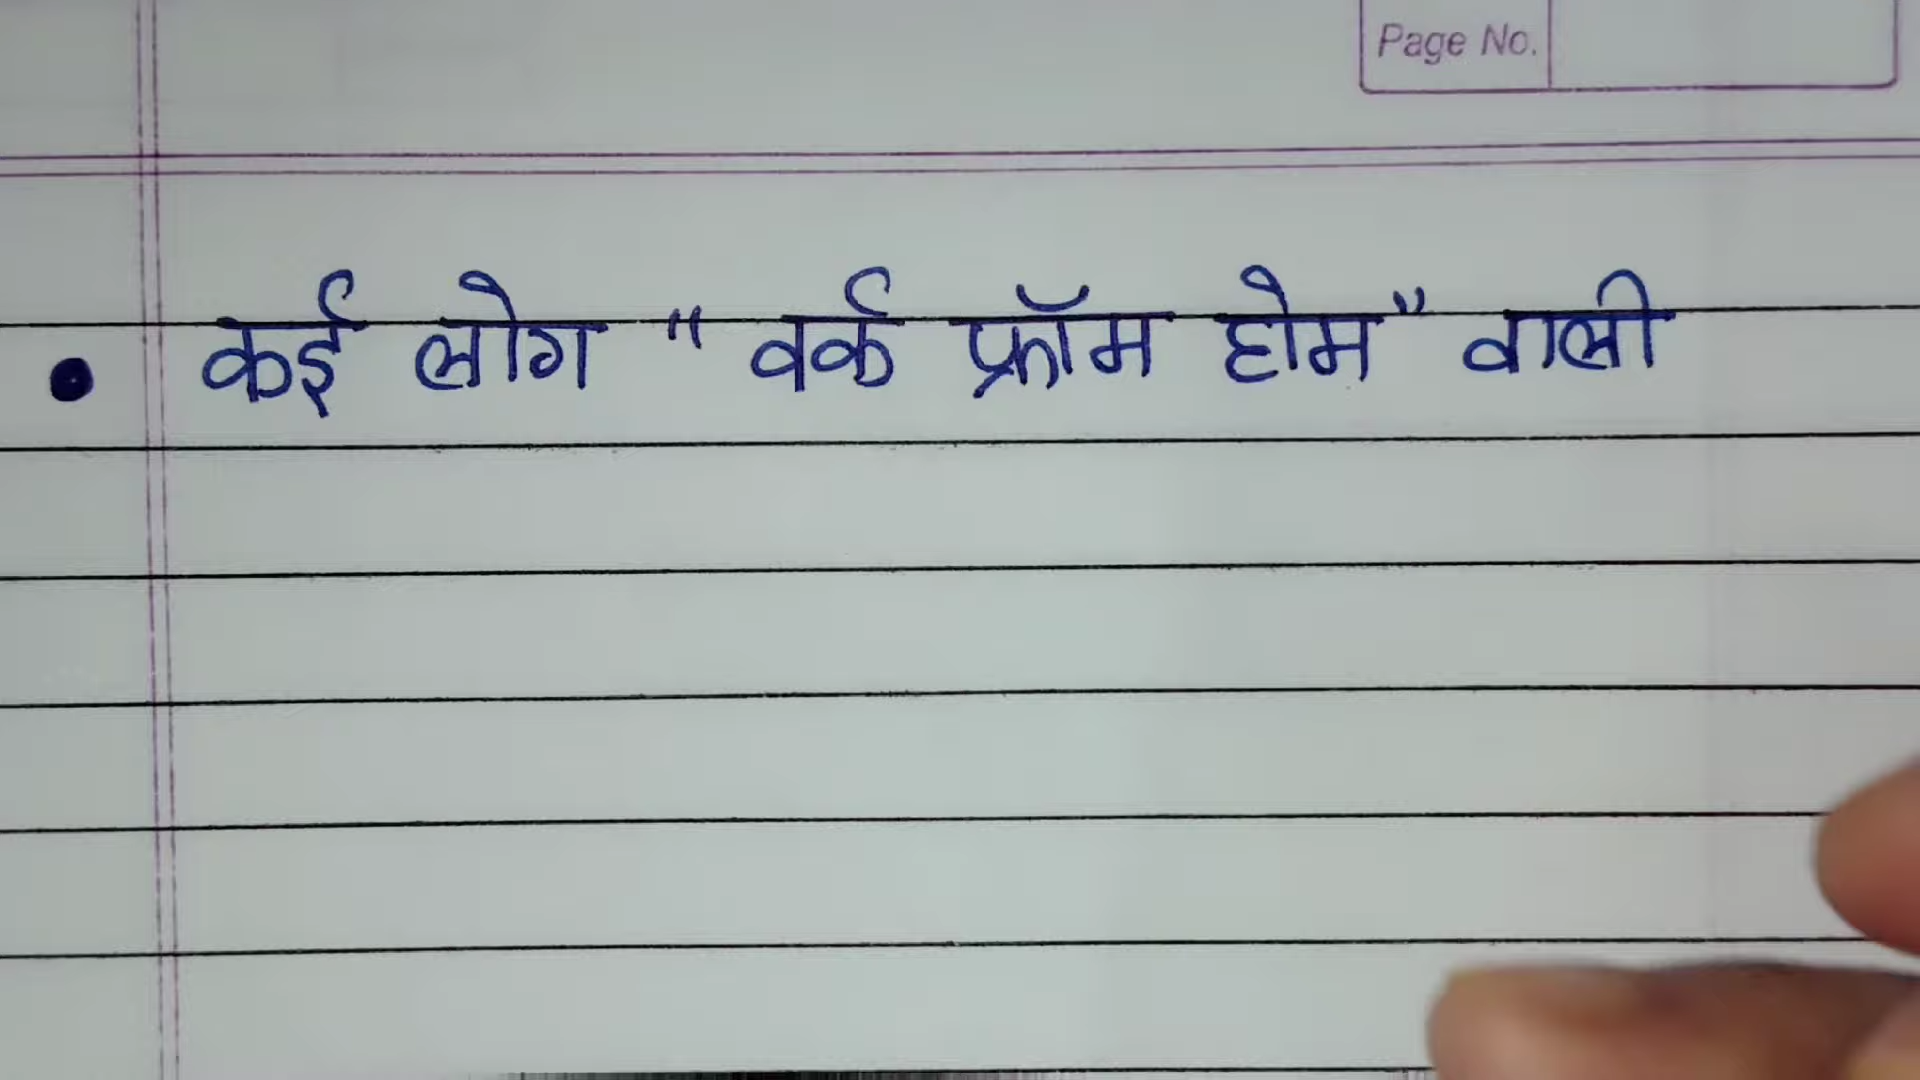 Page No.
• कई लोग "वर्क फ्रॉम होम" वाली